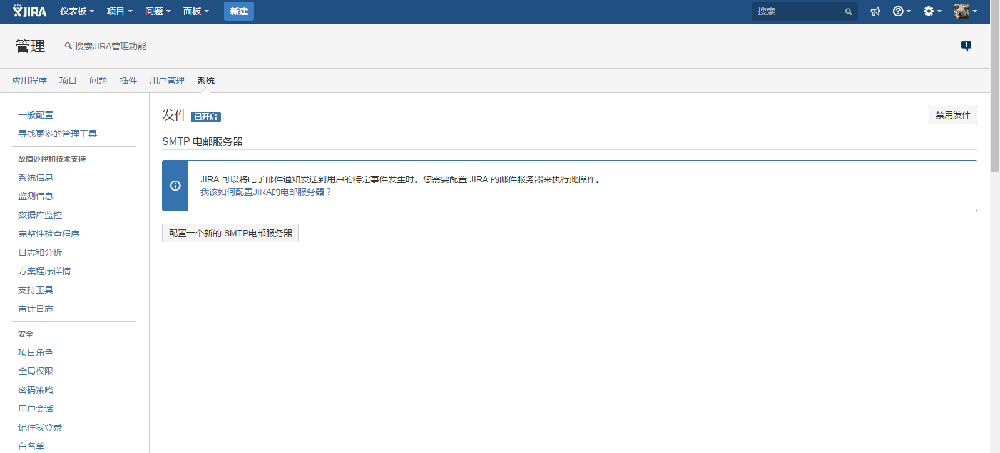 JIRA 仪表板 项目 问题 面板 新建 搜索
管理 搜索JIRA管理功能
应用程序 项目 问题 插件 用户管理 系统
一般配置
寻找更多的管理工具
故障处理和技术支持
系统信息
监测信息
数据库监控
完整性检查程序
日志和分析
方案程序详情
支持工具
审计日志
安全
项目角色
全局权限
密码策略
用户会话
记住我登录
白名单
发件 已开启 禁用发件
SMTP 电邮服务器
JIRA 可以将电子邮件通知发送到用户的特定事件发生时。您需要配置 JIRA 的邮件服务器来执行此操作。
我该如何配置JIRA的电邮服务器？
配置一个新的 SMTP电邮服务器